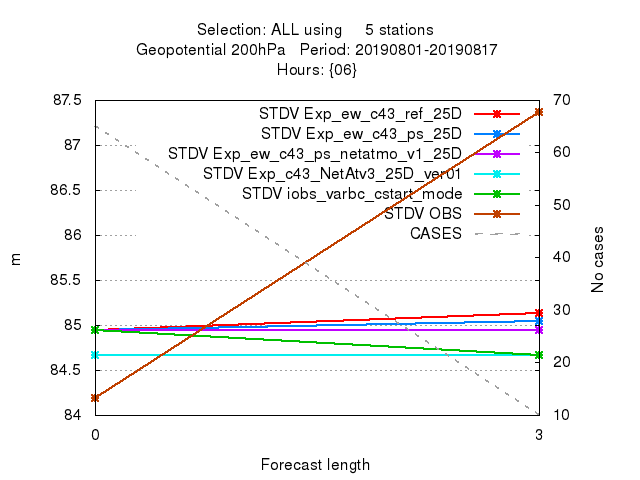 Selection: ALL using 5 stations
Geopotential 200hPa Period: 20190801-20190817
Hours: {06}
87.5
87
86.5
86
85.5
85
84.5
84
70
60
50
40
30
20
10
STDV Exp_ew_c43_ref_25D
STDV Exp_ew_c43_ps_25D
STDV Exp_ew_c43_ps_netatmo_v1_25D
STDV Exp_c43_NetAtv3_25D_ver01
STDV iobs_varbc_cstart_mode
STDV OBS
CASES
m
No cases
0
3
Forecast length